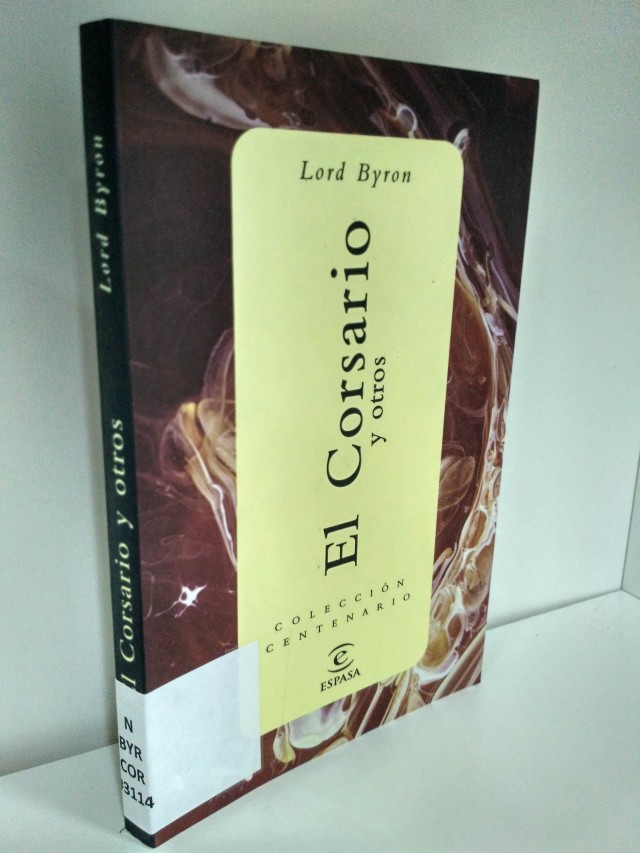 Lord Byron
El Corsario
y otros
COLECCIÓN
CENTENARIO
e
ESPASA
Lord Byron
l Corsario y otros
N
BYR
COR
3114